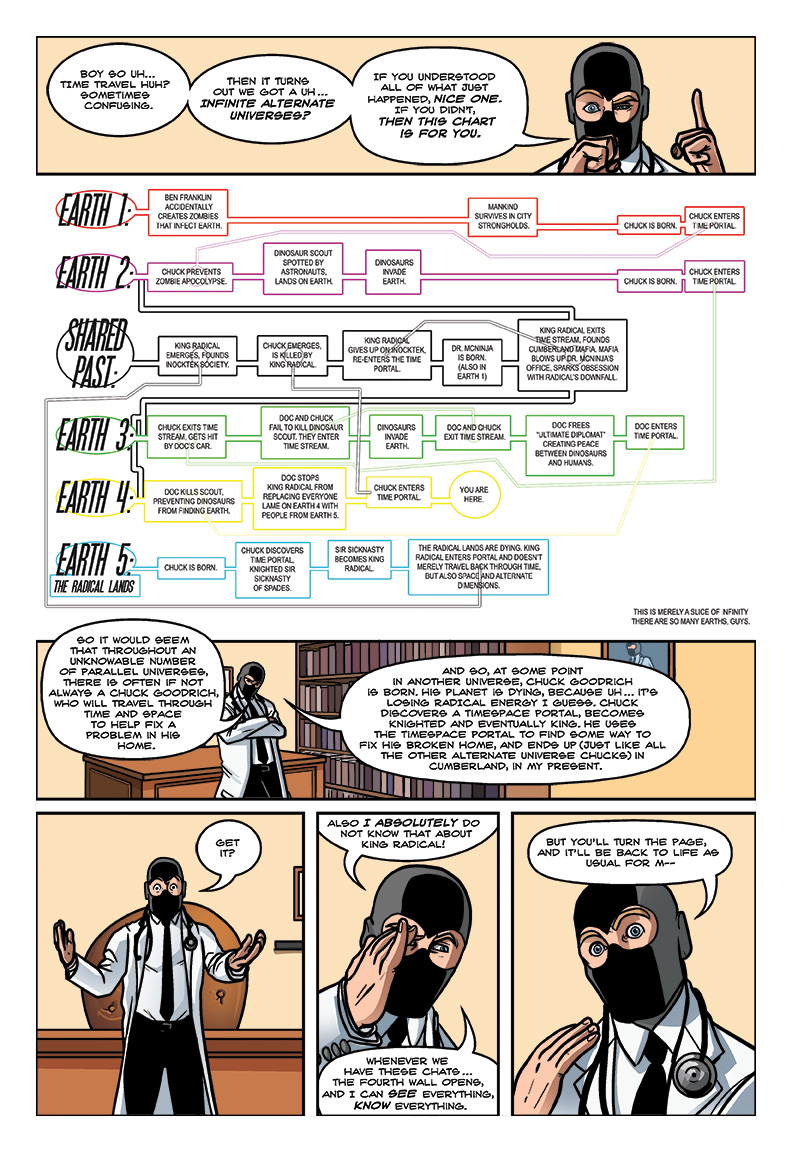 BOY SO UH...
TIME TRAVEL HUH?
SOMETIMES
CONFUSING.
THEN IT TURNS
OUT WE GOT A UH...
INFINITE ALTERNATE
UNIVERSES?
IF YOU UNDERSTOOD
ALL OF WHAT JUST
HAPPENED, NICE ONE.
IF YOU DIDN'T,
THEN THIS CHART
IS FOR YOU.
EARTH 1:
BEN FRANKLIN
ACCIDENTALLY
CREATES ZOMBIES
THAT INFECT EARTH.
MANKIND
SURVIVES IN CITY
STRONGHOLDS.
CHUCK IS BORN.
CHUCK ENTERS
TIME PORTAL.
EARTH 2:
CHUCK PREVENTS
ZOMBIE APOCOLYPSE.
DINOSAUR SCOUT
SPOTTED BY
ASTRONAUTS,
LANDS ON EARTH.
DINOSAURS
INVADE
EARTH.
CHUCK IS BORN.
CHUCK ENTERS
TIME PORTAL.
SHARED
PAST:
KING RADICAL
EMERGES, FOUNDS
INOCKTEK SOCIETY.
CHUCK EMERGES,
IS KILLED BY
KING RADICAL.
KING RADICAL
GIVES UP ON INOCKTEK,
RE-ENTERS THE TIME
PORTAL.
DR. MCNINJA
IS BORN.
(ALSO IN
EARTH 1)
KING RADICAL EXITS
TIME STREAM, FOUNDS
CUMBERLAND MAFIA. MAFIA
BLOWS UP DR. MCNINJA'S
OFFICE, SPARKS OBSESSION
WITH RADICAL'S DOWNFALL.
EARTH 3:
CHUCK EXITS TIME
STREAM, GETS HIT
BY DOC'S CAR.
DOC AND CHUCK
FAIL TO KILL DINOSAUR
SCOUT. THEY ENTER
TIME STREAM.
DINOSAURS
INVADE
EARTH.
DOC AND CHUCK
EXIT TIME STREAM.
DOC FREES
"ULTIMATE DIPLOMAT"
CREATING PEACE
BETWEEN DINOSAURS
AND HUMANS.
DOC ENTERS
TIME PORTAL.
EARTH 4:
DOC KILLS SCOUT,
PREVENTING DINOSAURS
FROM FINDING EARTH.
DOC STOPS
KING RADICAL FROM
REPLACING EVERYONE
LAME ON EARTH 4 WITH
PEOPLE FROM EARTH 5.
CHUCK ENTERS
TIME PORTAL.
YOU ARE
HERE.
EARTH 5:
THE RADICAL LANDS
CHUCK IS BORN.
CHUCK DISCOVERS
TIME PORTAL,
KNIGHTED SIR
SICKNASTY
OF SPADES.
SIR SICKNASTY
BECOMES KING
RADICAL.
THE RADICAL LANDS ARE DYING. KING
RADICAL ENTERS PORTAL AND DOESN'T
MERELY TRAVEL BACK THROUGH TIME,
BUT ALSO SPACE AND ALTERNATE
DIMENSIONS.
THIS IS MERELY A SLICE OF INFINITY
THERE ARE SO MANY EARTHS, GUYS.
SO IT WOULD SEEM
THAT THROUGHOUT AN
UNKNOWABLE NUMBER
OF PARALLEL UNIVERSES,
THERE IS OFTEN IF NOT
ALWAYS A CHUCK GOODRICH,
WHO WILL TRAVEL THROUGH
TIME AND SPACE
TO HELP FIX A
PROBLEM IN HIS
HOME.
AND SO, AT SOME POINT
IN ANOTHER UNIVERSE, CHUCK GOODRICH
IS BORN. HIS PLANET IS DYING, BECAUSE UH... IT'S
LOSING RADICAL ENERGY I GUESS. CHUCK
DISCOVERS A TIMESPACE PORTAL, BECOMES
KNIGHTED AND EVENTUALLY KING. HE USES
THE TIMESPACE PORTAL TO FIND SOME WAY TO
FIX HIS BROKEN HOME, AND ENDS UP (JUST LIKE ALL
THE OTHER ALTERNATE UNIVERSE CHUCKS) IN
CUMBERLAND, IN MY PRESENT.
GET
IT?
ALSO I ABSOLUTELY DO
NOT KNOW THAT ABOUT
KING RADICAL!
WHENEVER WE
HAVE THESE CHATS...
THE FOURTH WALL OPENS,
AND I CAN SEE EVERYTHING,
KNOW EVERYTHING.
BUT YOU'LL TURN THE PAGE,
AND IT'LL BE BACK TO LIFE AS
USUAL FOR M--